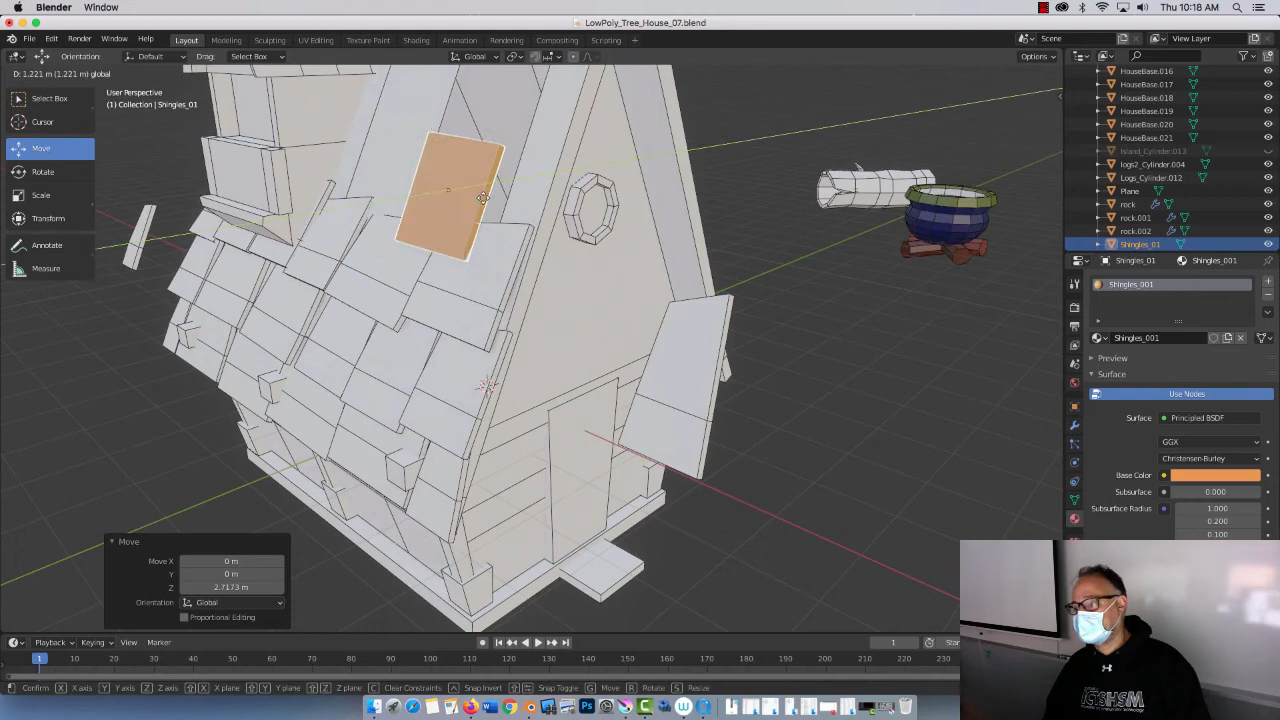 Blender Window
Thu 10:18 AM
LowPoly_Tree_House_07.blend
File Edit Render Window Help
Layout Modeling Sculpting UV Editing Texture Paint Shading Animation Rendering Compositing Scripting +
Scene View Layer
Orientation: Default Drag: Select Box Global Options
D: 1.221 m (1.221 m) global
User Perspective
(1) Collection | Shingles_01
Select Box
Cursor
Move
Rotate
Scale
Transform
Annotate
Measure
HouseBase.016
HouseBase.017
HouseBase.018
HouseBase.019
HouseBase.020
HouseBase.021
Island_Cylinder.013
logs2_Cylinder.004
Logs_Cylinder.012
Plane
rock
rock.001
rock.002
Shingles_01
Shingles_01 Shingles_001
Shingles_001
Shingles_001
Preview
Surface
Use Nodes
Surface Principled BSDF
GGX
Christensen-Burley
Base Color
Subsurface 0.000
Subsurface Radius 1.000
0.200
0.100
Move
Move X 0 m
Y 0 m
Z 2.7173 m
Orientation Global
Proportional Editing
Playback Keying View Marker 1
1 10 20 30 40 50 60 70 80 90 100 110 120 130 140 150 160 170 180 190 200 210 220 230
Confirm X X axis Y Y axis Z Z axis X X plane Y Y plane Z Z plane C Clear Constraints Snap Invert Snap Toggle G Move R Rotate S Resize
ICTSHSM